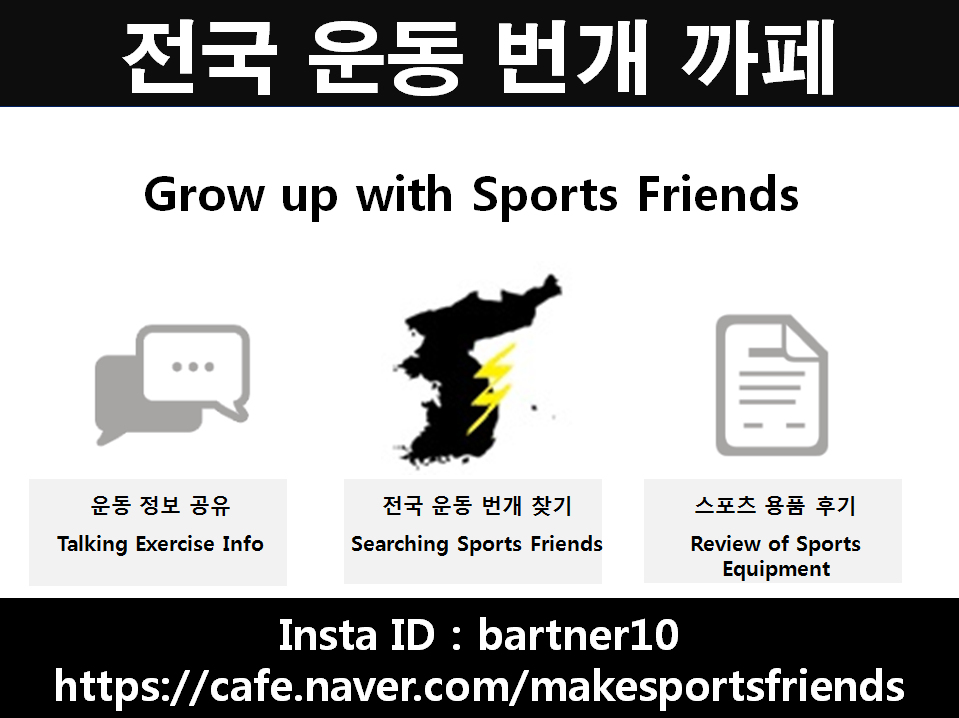 전국 운동 번개 까페
Grow up with Sports Friends
운동 정보 공유
Talking Exercise Info
전국 운동 번개 찾기
Searching Sports Friends
스포츠 용품 후기
Review of Sports
Equipment
Insta ID : bartner10
https://cafe.naver.com/makesportsfriends